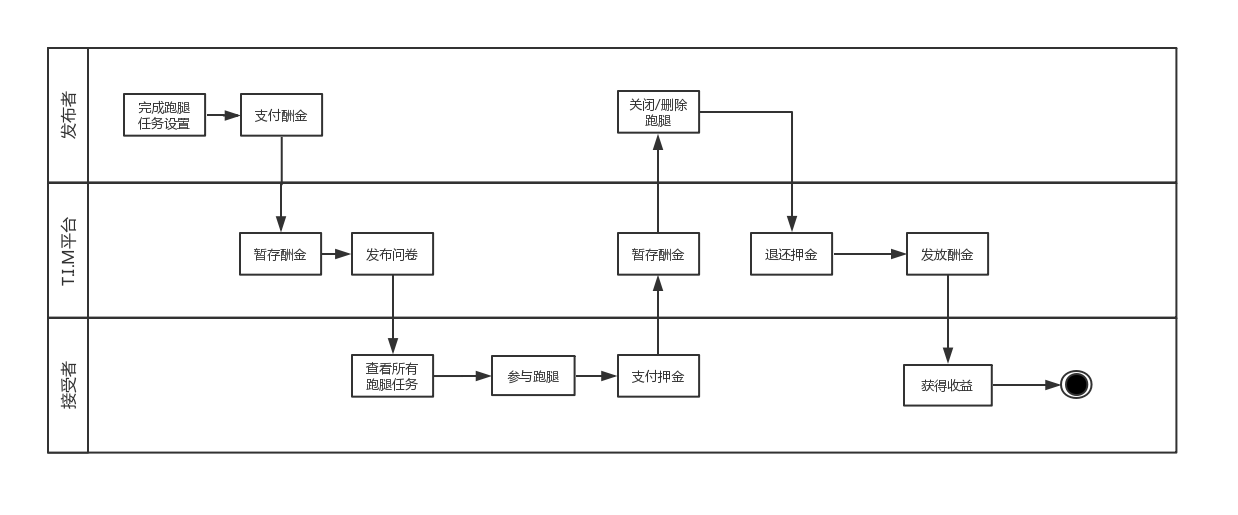 发布者
完成跑腿
任务设置
支付酬金
关闭/删除
跑腿
T.I.M平台
暂存酬金
发布问卷
暂存酬金
退还押金
发放酬金
接受者
查看所有
跑腿任务
参与跑腿
支付押金
获得收益